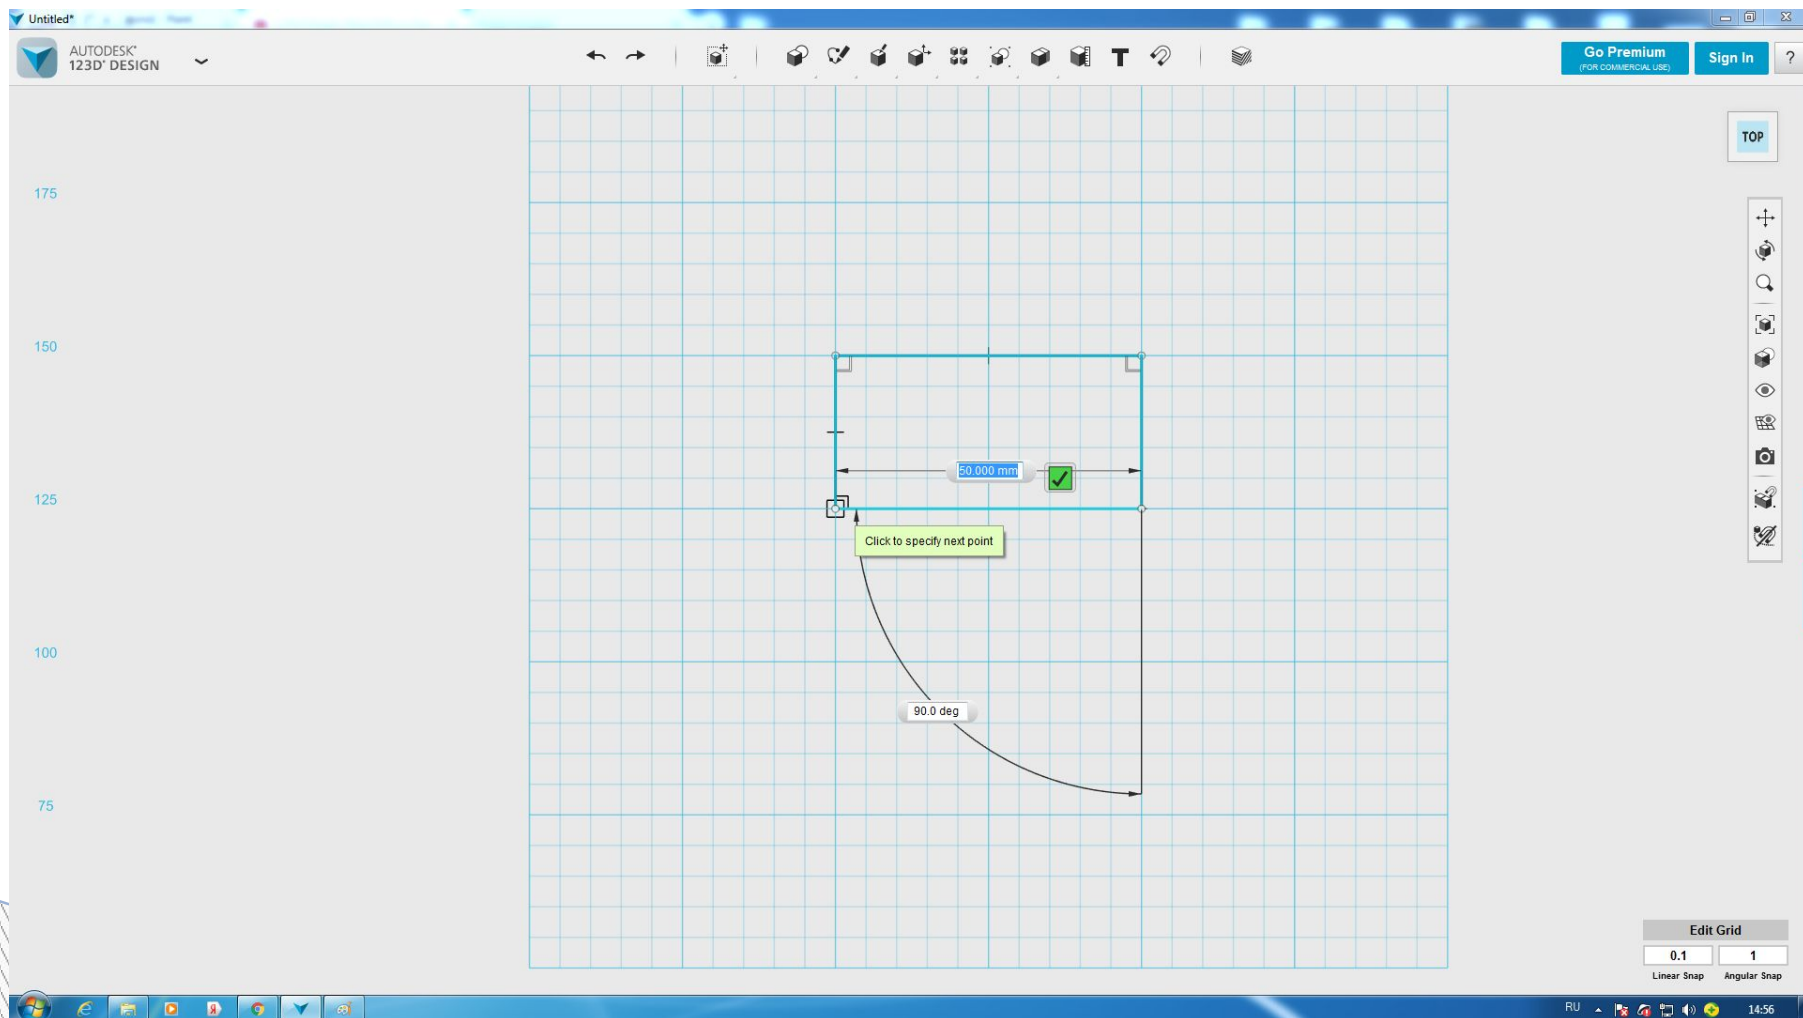 Untitled*
AUTODESK®
123D® DESIGN
Go Premium
(FOR COMMERCIAL USE)
Sign In
?
TOP
175
150
125
100
75
50.000 mm
Click to specify next point
90.0 deg
Edit Grid
0.1
1
Linear Snap
Angular Snap
RU
14:56